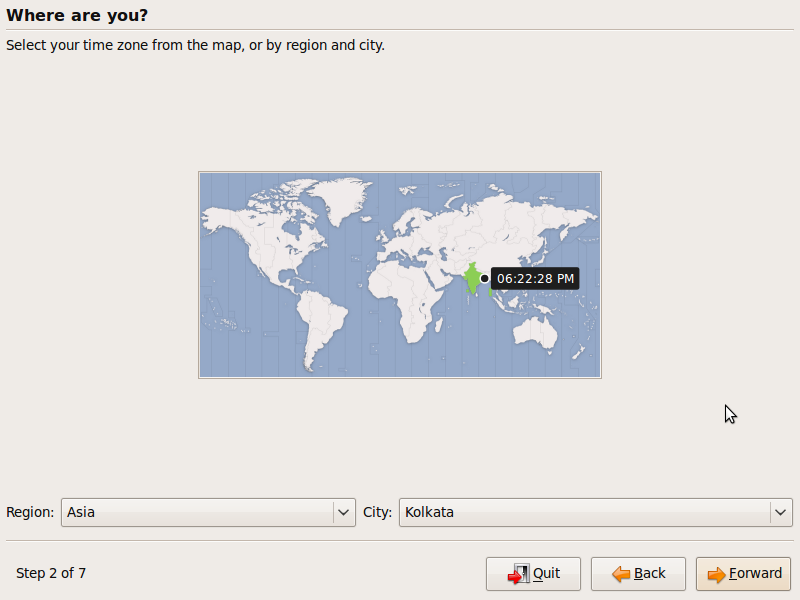 Where are you?
Select your time zone from the map, or by region and city.
06:22:28 PM
Region: Asia City: Kolkata
Step 2 of 7 Quit Back Forward